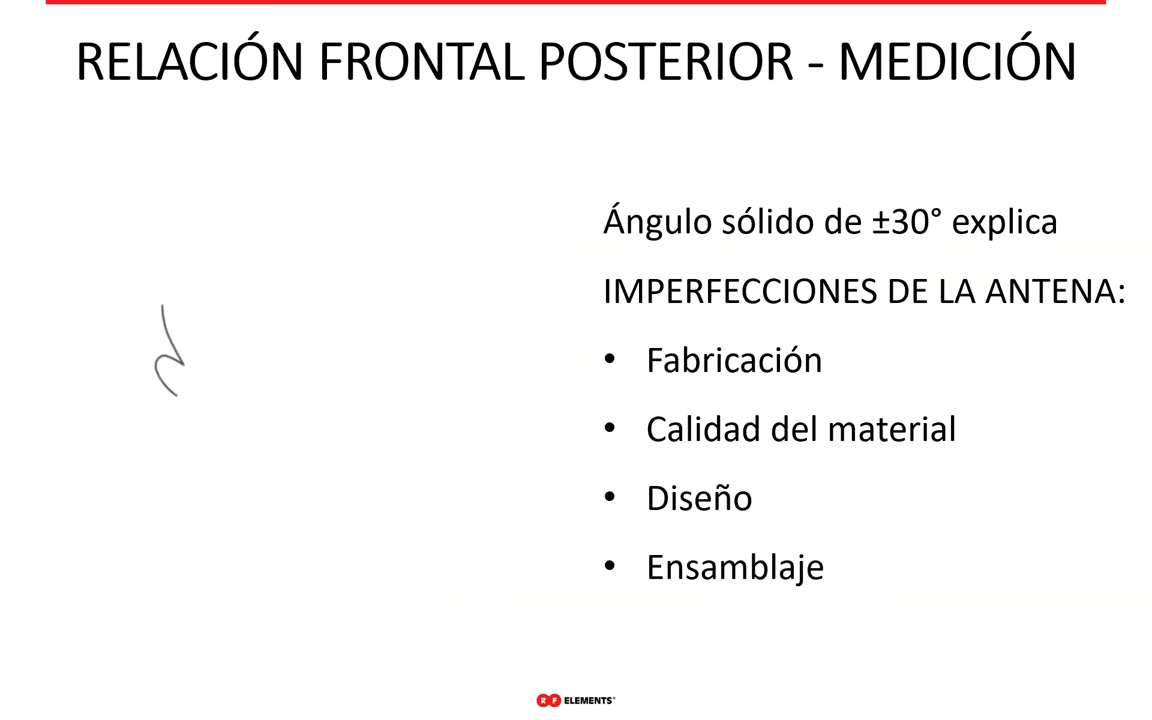 RELACIÓN FRONTAL POSTERIOR - MEDICIÓN
Ángulo sólido de ±30° explica
IMPERFECCIONES DE LA ANTENA:
• Fabricación
• Calidad del material
• Diseño
• Ensamblaje
RF ELEMENTS®